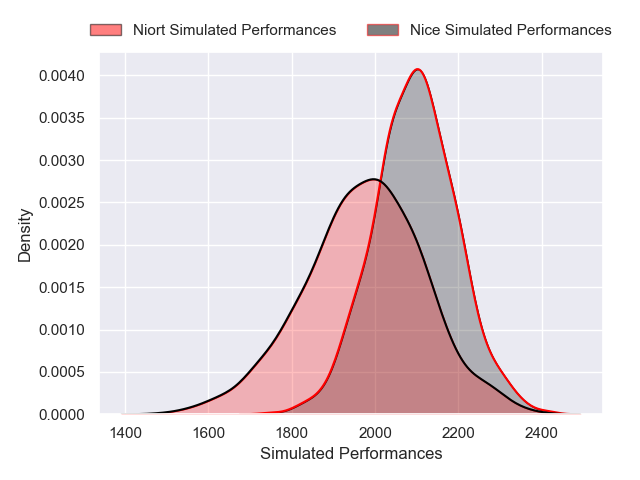 Niort Simulated Performances Nice Simulated Performances
0.0040
0.0035
0.0030
0.0025
0.0020
0.0015
0.0010
0.0005
0.0000
Density
1400 1600 1800 2000 2200 2400
Simulated Performances